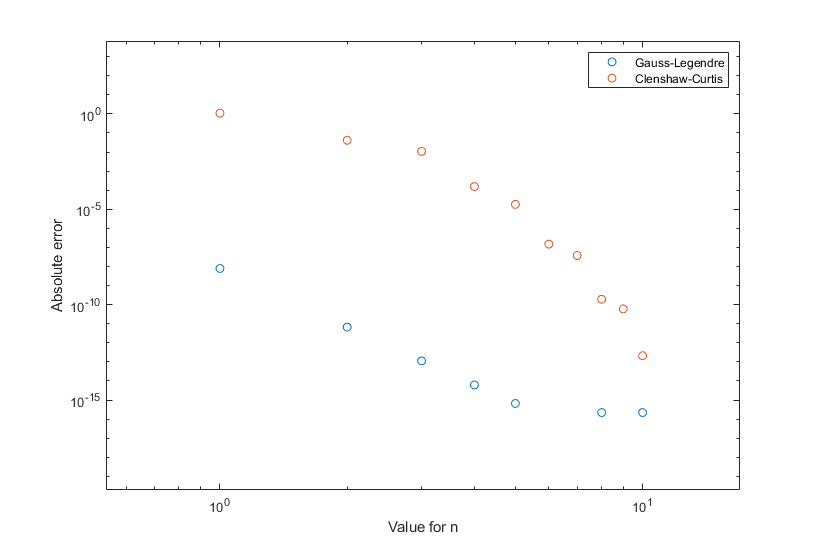 Gauss-Legendre
Clenshaw-Curtis
10^0
10^-5
10^-10
10^-15
Absolute error
10^0
10^1
Value for n